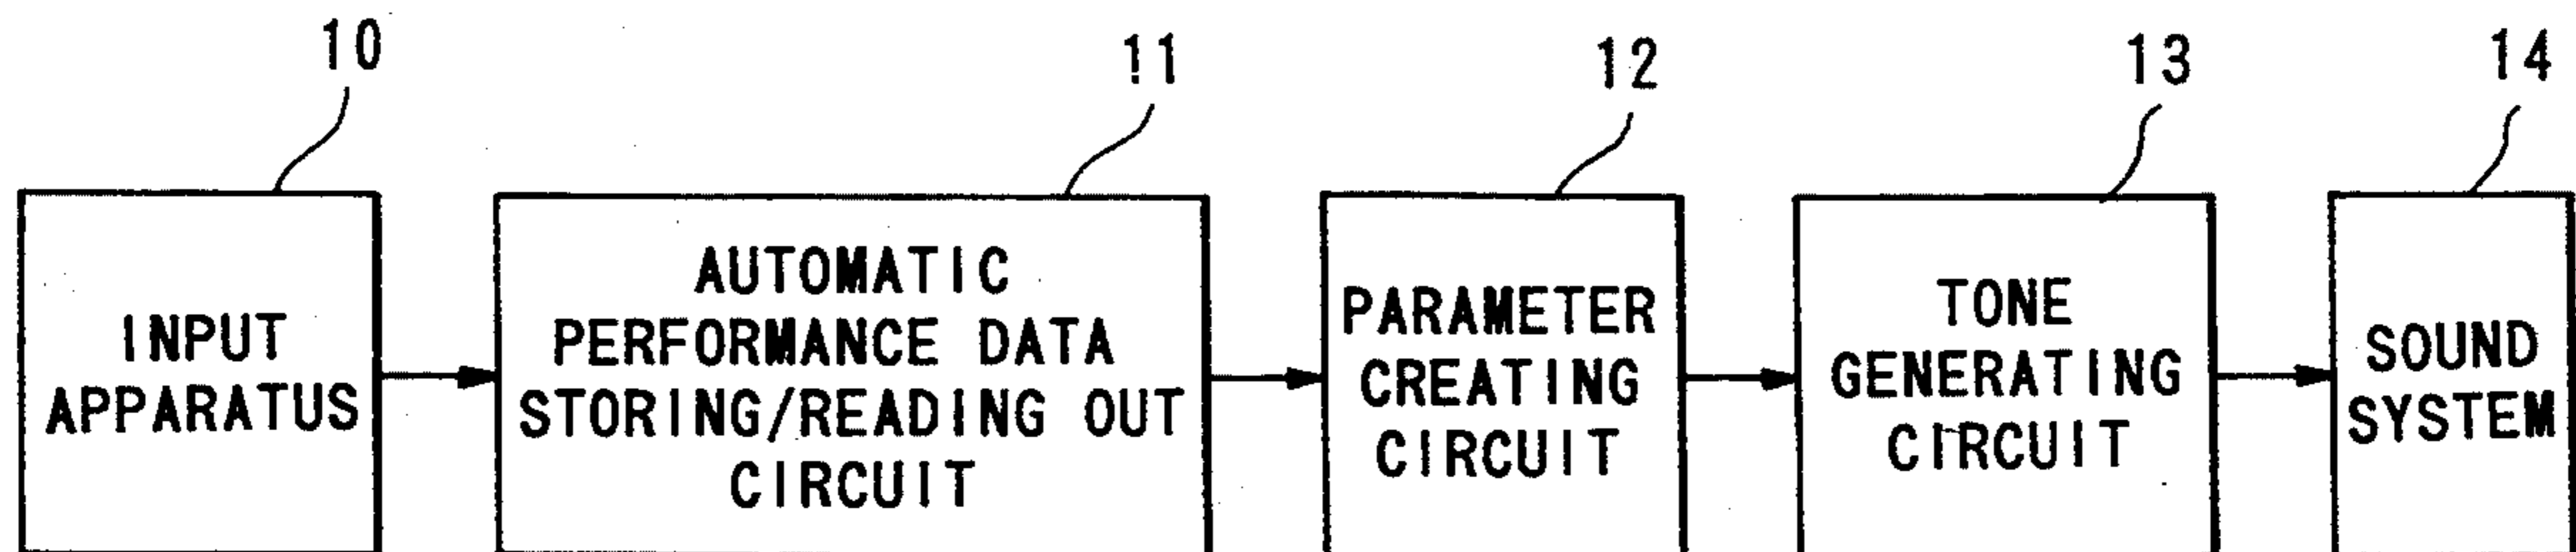 10
11
12
13
14
INPUT
APPARATUS
AUTOMATIC
PERFORMANCE DATA
STORING/READING OUT
CIRCUIT
PARAMETER
CREATING
CIRCUIT
TONE
GENERATING
CIRCUIT
SOUND
SYSTEM